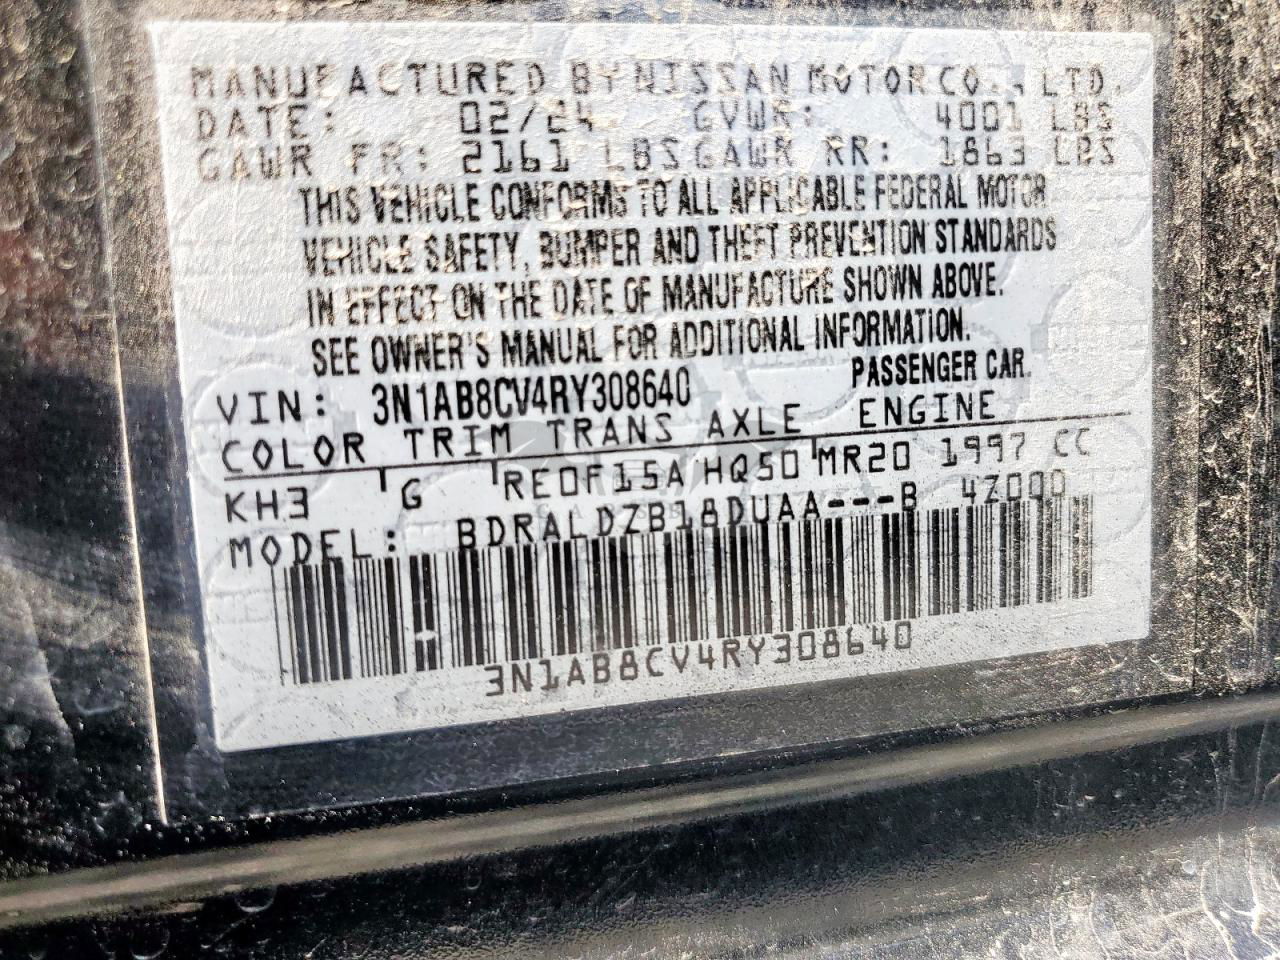 MANUFACTURED BY NISSAN MOTOR CO., LTD.
DATE: 02/24 GVWR: 4001 LBS
GAWR FR: 2161 LBS GAWR RR: 1863 LBS
THIS VEHICLE CONFORMS TO ALL APPLICABLE FEDERAL MOTOR
VEHICLE SAFETY, BUMPER AND THEFT PREVENTION STANDARDS
IN EFFECT ON THE DATE OF MANUFACTURE SHOWN ABOVE.
SEE OWNER'S MANUAL FOR ADDITIONAL INFORMATION.
VIN: 3N1AB8CV4RY308640 PASSENGER CAR.
COLOR TRIM TRANS AXLE ENGINE
KH3 G RE0F15A HQ50 MR20 1997 CC
MODEL: BDRALDZB18DUAA---B 4Z000
3N1AB8CV4RY308640